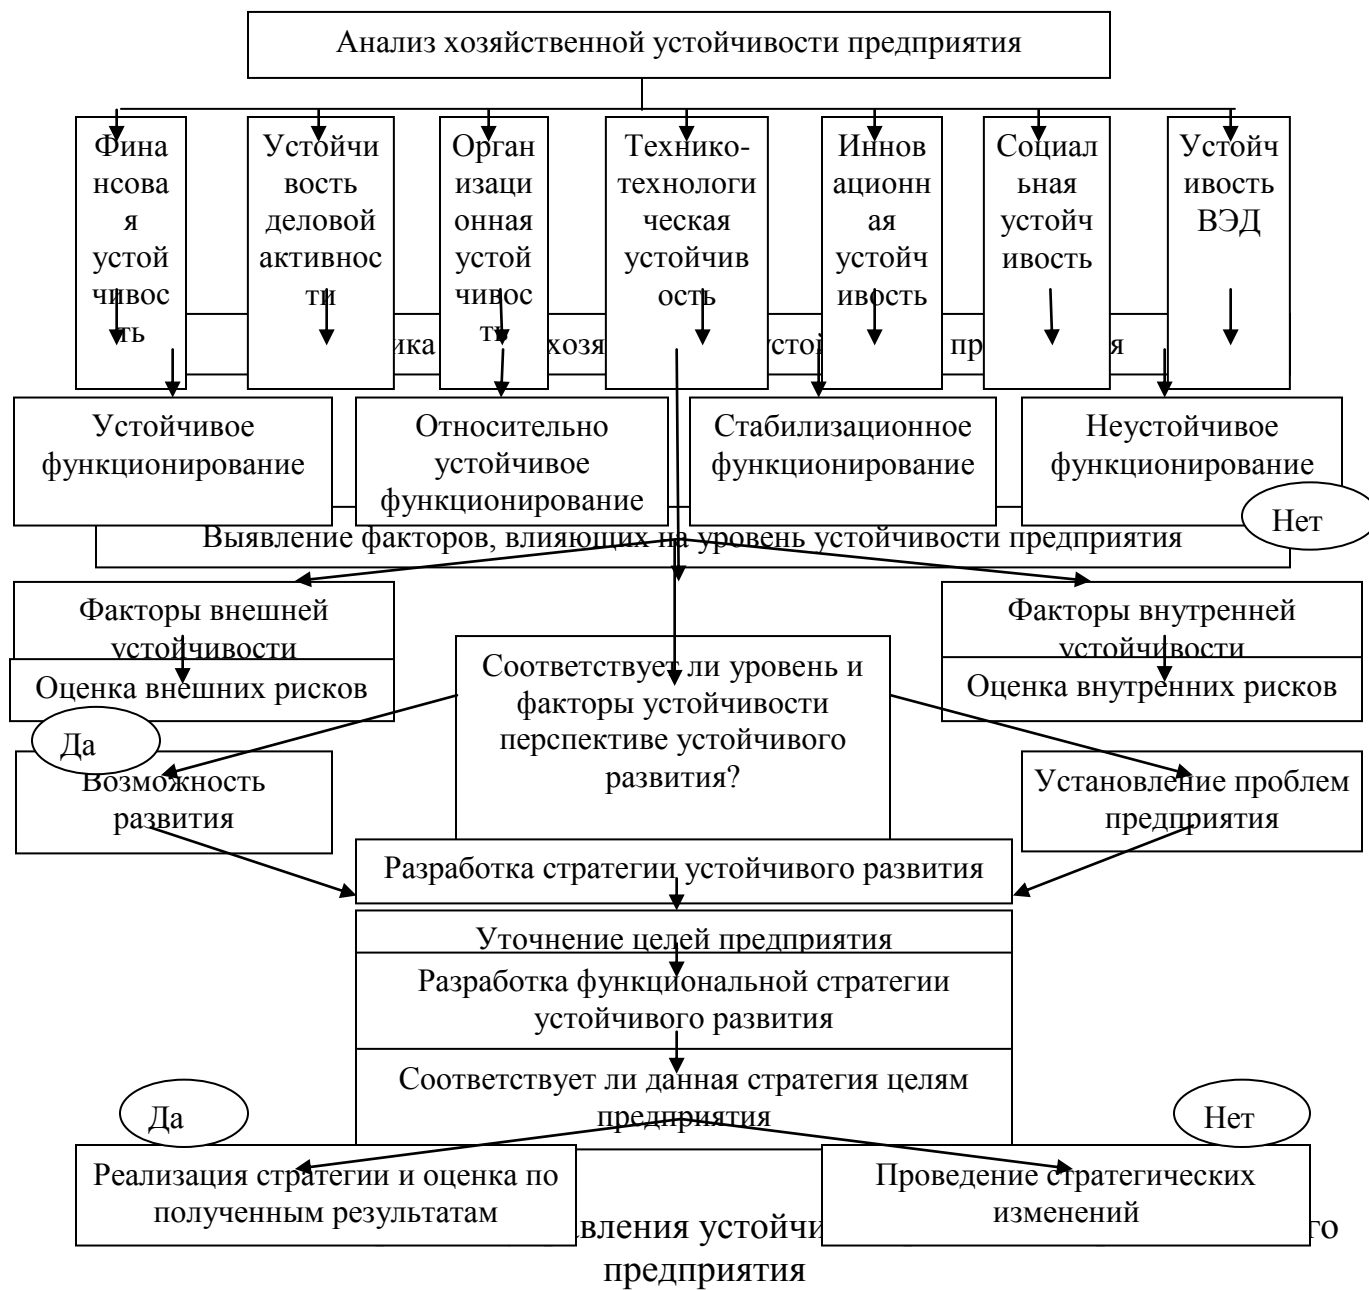 Анализ хозяйственной устойчивости предприятия
Фина
нсова
я
устой
чивос
ть
Устойчи
вость
деловой
активнос
ти
Орган
изаци
онная
устой
чивос
ть
Технико-
технологи
ческая
устойчив
ость
Иннов
ационн
ая
устойч
ивость
Социал
ьная
устойч
ивость
Устойч
ивость
ВЭД
Устойчивое
функционирование
Относительно
устойчивое
функционирование
Стабилизационное
функционирование
Неустойчивое
функционирование
Нет
Выявление факторов, влияющих на уровень устойчивости предприятия
Факторы внешней
устойчивости
Факторы внутренней
устойчивости
Оценка внешних рисков
Соответствует ли уровень и
факторы устойчивости
перспективе устойчивого
развития?
Оценка внутренних рисков
Да
Возможность
развития
Установление проблем
предприятия
Разработка стратегии устойчивого развития
Уточнение целей предприятия
Разработка функциональной стратегии
устойчивого развития
Соответствует ли данная стратегия целям
предприятия
Да
Нет
Реализация стратегии и оценка по
полученным результатам
Проведение стратегических
изменений
предприятия